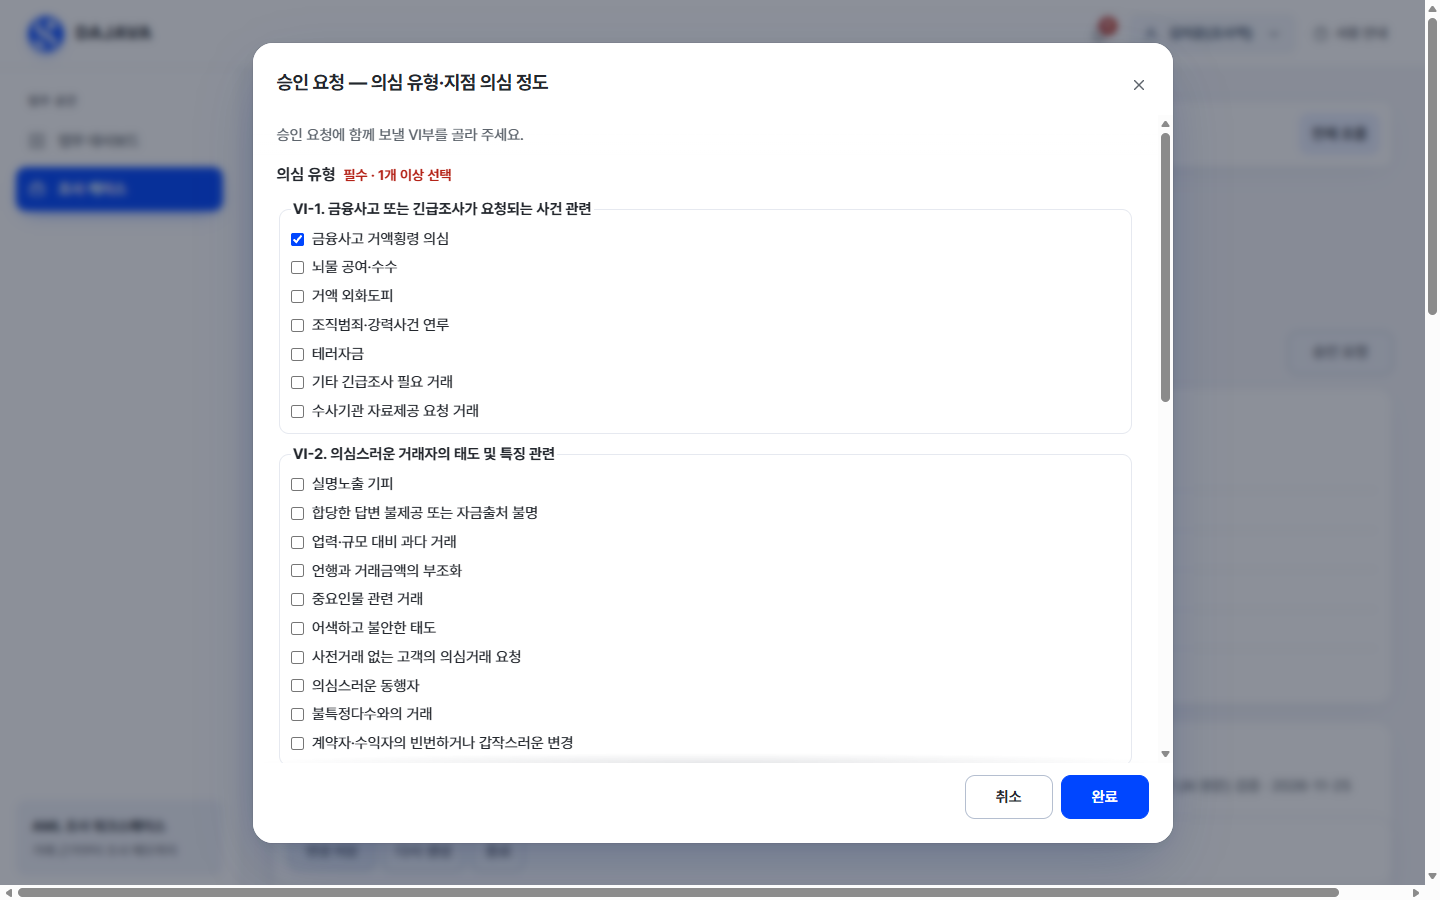 DAJAVA
승인 요청 — 의심 유형·지점 의심 정도
승인 요청에 함께 보낼 VI부를 골라 주세요.
의심 유형 필수 · 1개 이상 선택
VI-1. 금융사고 또는 긴급조사가 요청되는 사건 관련
금융사고 거액횡령 의심
뇌물 공여·수수
거액 외화도피
조직범죄·강력사건 연루
테러자금
기타 긴급조사 필요 거래
수사기관 자료제공 요청 거래
VI-2. 의심스러운 거래자의 태도 및 특징 관련
실명노출 기피
합당한 답변 불제공 또는 자금출처 불명
업력·규모 대비 과다 거래
언행과 거래금액의 부조화
중요인물 관련 거래
어색하고 불안한 태도
사전거래 없는 고객의 의심거래 요청
의심스러운 동행자
불특정다수와의 거래
계약자·수익자의 빈번하거나 갑작스러운 변경
취소
완료